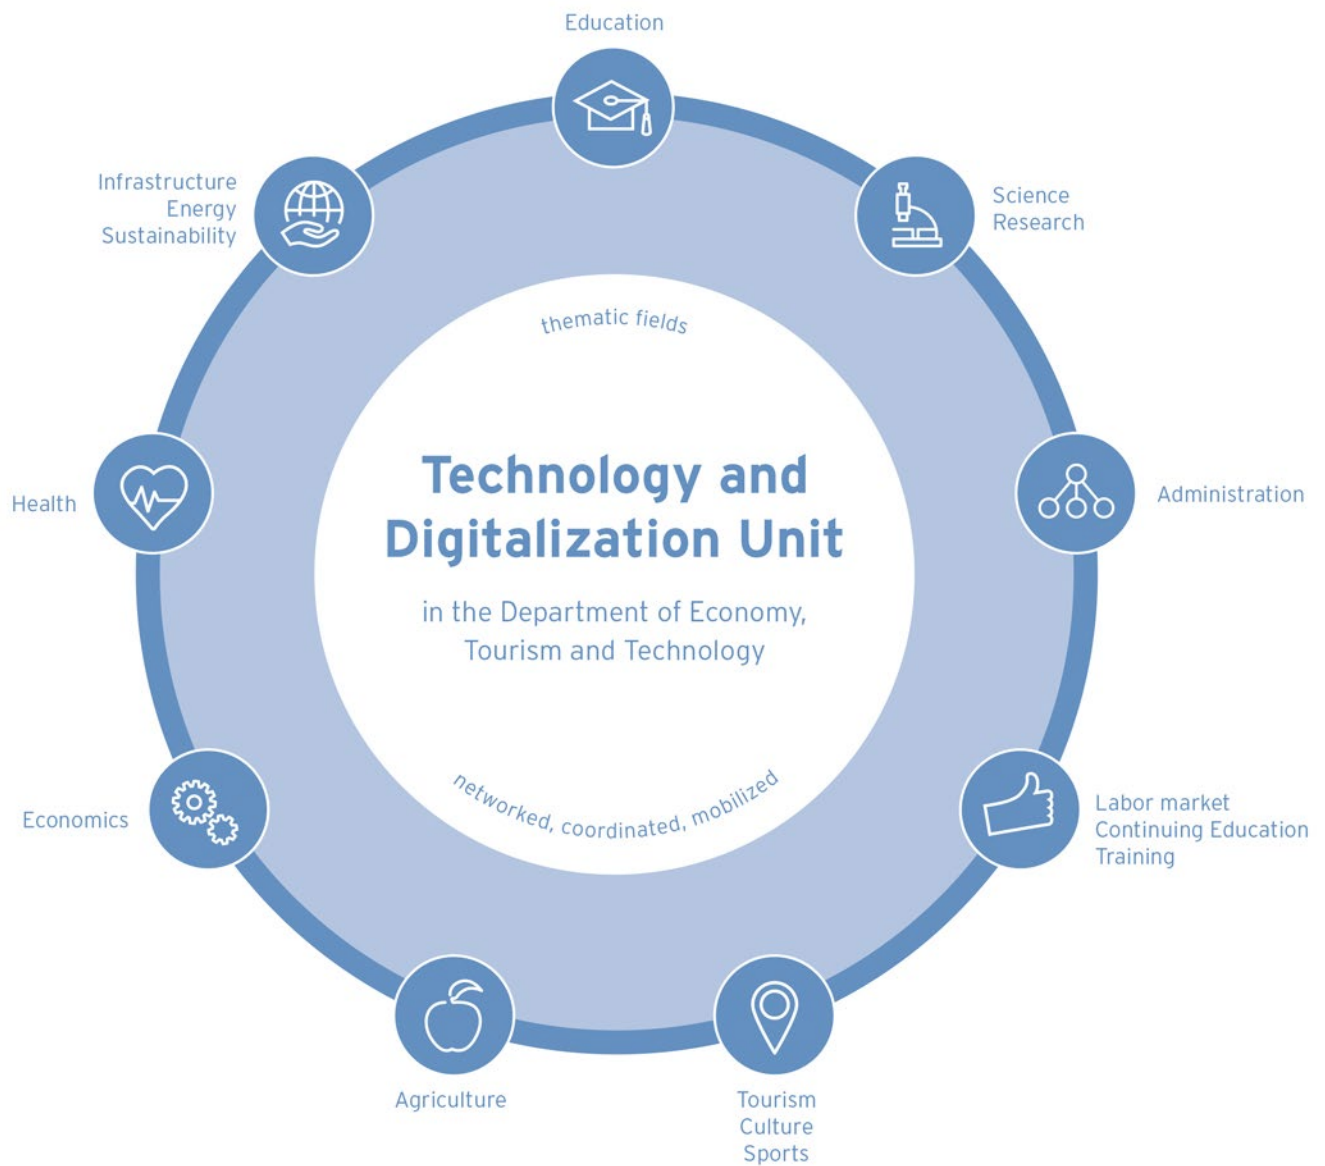 Education
Infrastructure
Energy
Sustainability
Science
Research
thematic fields
Technology and
Digitalization Unit
in the Department of Economy,
Tourism and Technology
networked, coordinated, mobilized
Health
Administration
Economics
Labor market
Continuing Education
Training
Agriculture
Tourism
Culture
Sports